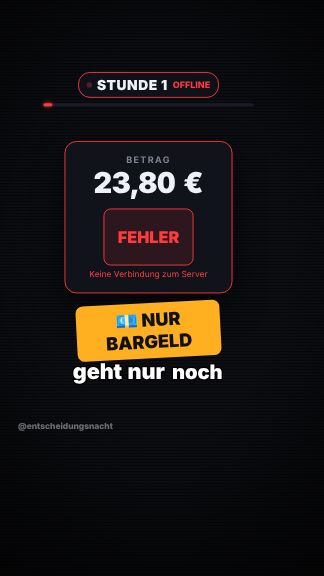 STUNDE 1 OFFLINE
BETRAG
23,80 €
FEHLER
Keine Verbindung zum Server
💶 NUR
BARGELD
geht nur noch
@entscheidungsnacht